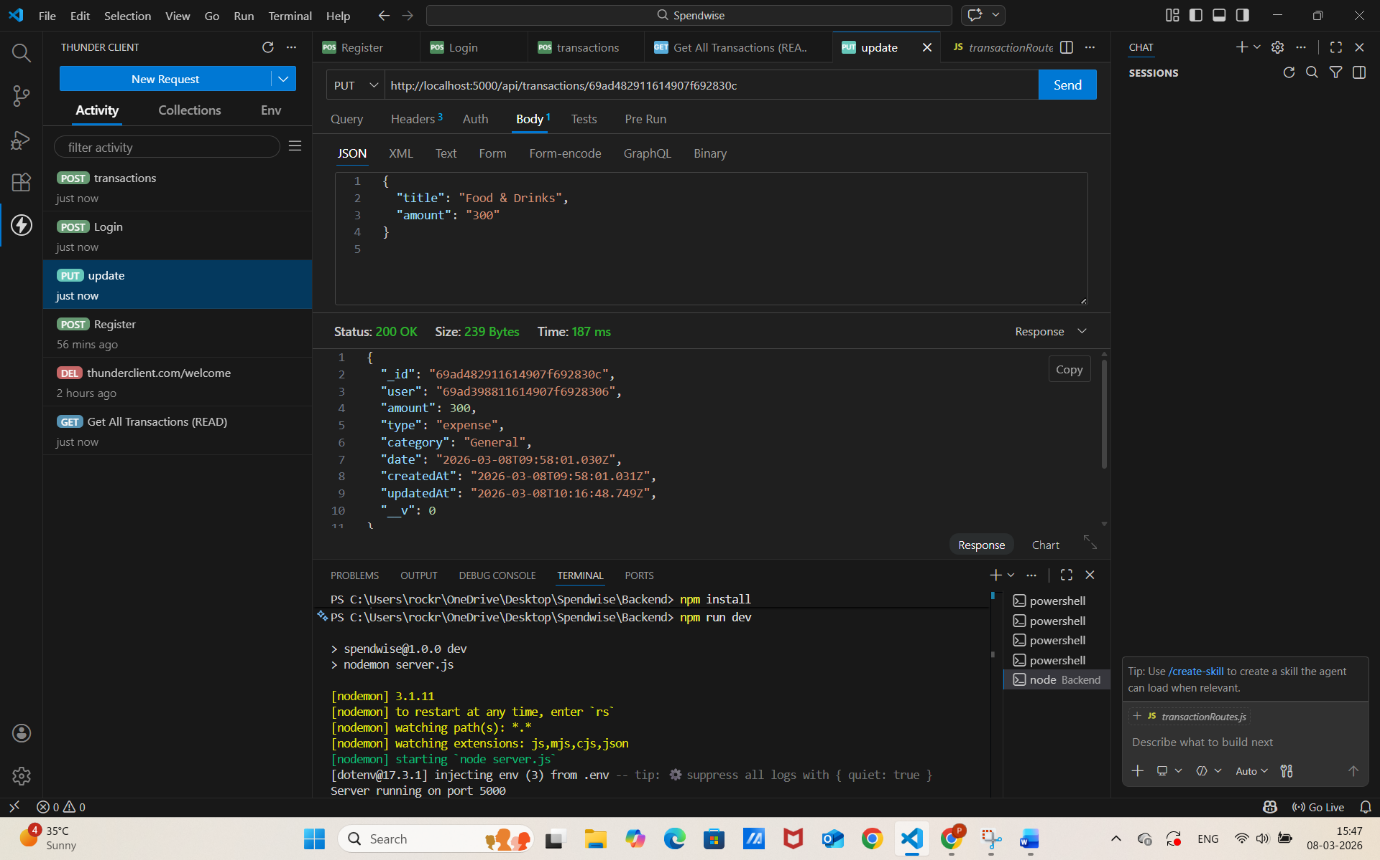 File Edit Selection View Go Run Terminal Help Spendwise
THUNDER CLIENT
New Request
Activity Collections Env
filter activity
POST transactions
just now
POST Login
just now
PUT update
just now
POST Register
56 mins ago
DEL thunderclient.com/welcome
2 hours ago
GET Get All Transactions (READ)
just now
POS Register POS Login POS transactions GET Get All Transactions (REA.. PUT update JS transactionRoute
PUT http://localhost:5000/api/transactions/69ad482911614907f692830c Send
Query Headers 3 Auth Body 1 Tests Pre Run
JSON XML Text Form Form-encode GraphQL Binary
1 {
2 "title": "Food & Drinks",
3 "amount": "300"
4 }
5
Status: 200 OK Size: 239 Bytes Time: 187 ms Response
Copy
1 {
2 "_id": "69ad482911614907f692830c",
3 "user": "69ad398811614907f6928306",
4 "amount": 300,
5 "type": "expense",
6 "category": "General",
7 "date": "2026-03-08T09:58:01.030Z",
8 "createdAt": "2026-03-08T09:58:01.031Z",
9 "updatedAt": "2026-03-08T10:16:48.749Z",
10 "__v": 0
11 }
Response Chart
PROBLEMS OUTPUT DEBUG CONSOLE TERMINAL PORTS
PS C:\Users\rockr\OneDrive\Desktop\Spendwise\Backend> npm install
PS C:\Users\rockr\OneDrive\Desktop\Spendwise\Backend> npm run dev
> spendwise@1.0.0 dev
> nodemon server.js
[nodemon] 3.1.11
[nodemon] to restart at any time, enter `rs`
[nodemon] watching path(s): *.*
[nodemon] watching extensions: js,mjs,cjs,json
[nodemon] starting `node server.js`
[dotenv@17.3.1] injecting env (3) from .env -- tip: ⚙️ suppress all logs with { quiet: true }
Server running on port 5000
powershell
powershell
powershell
powershell
node Backend
CHAT
SESSIONS
Tip: Use /create-skill to create a skill the agent
can load when relevant.
JS transactionRoutes.js
Describe what to build next
Auto
0 0
Go Live
4
35°C
Sunny
Search
P
ENG
15:47
08-03-2026